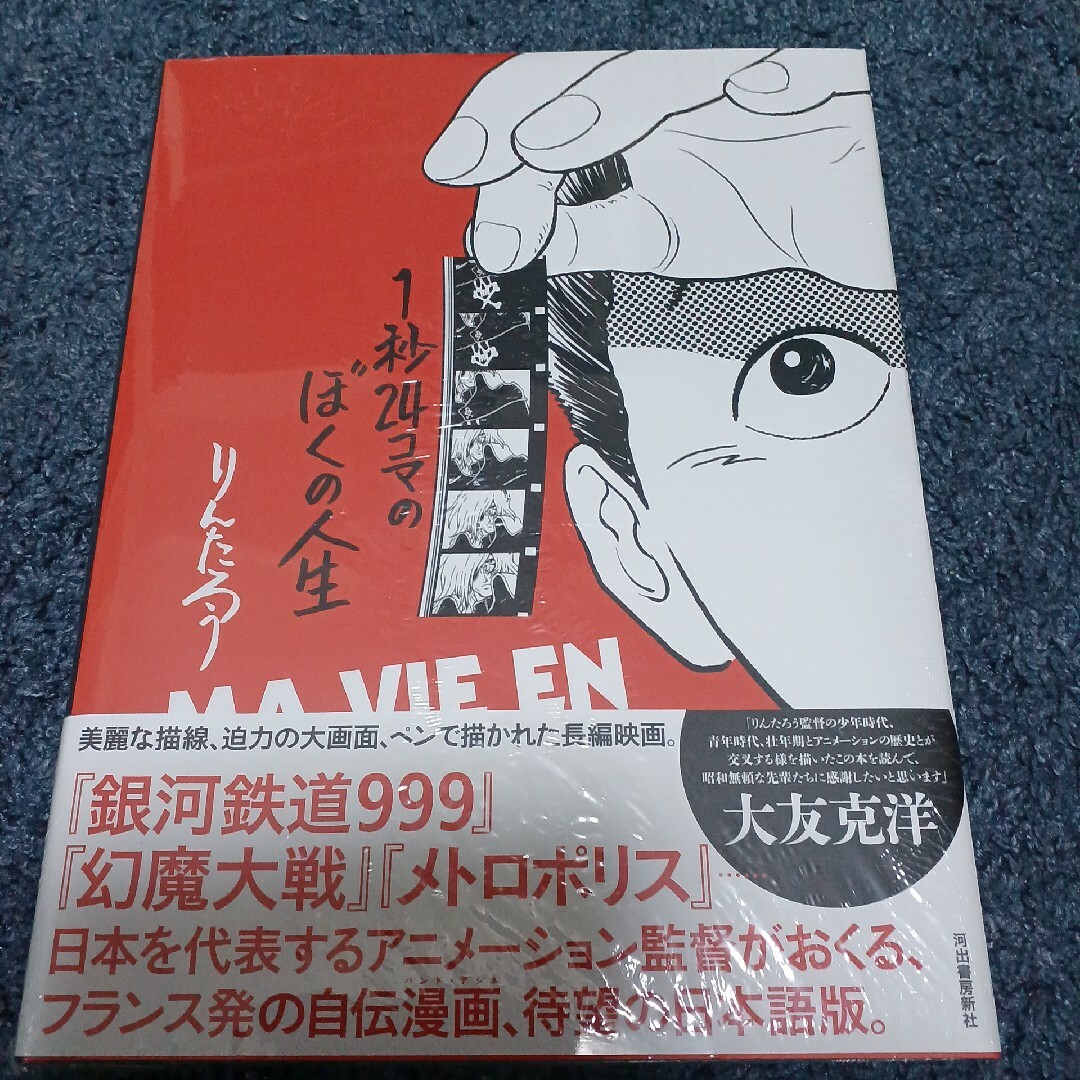 1秒24コマの
ぼくの人生
りんたろう
MA VIE EN
美麗な描線、迫力の大画面、ペンで描かれた長編映画。
『銀河鉄道999』
『幻魔大戦』『メトロポリス』……
日本を代表するアニメーション監督がおくる、
バンド・デシネ
フランス発の自伝漫画、待望の日本語版。
「りんたろう監督の少年時代、
青年時代、壮年期とアニメーションの歴史とが
交叉する様を描いたこの本を読んで、
昭和無頼な先輩たちに感謝したいと思います」
大友克洋
河出書房新社